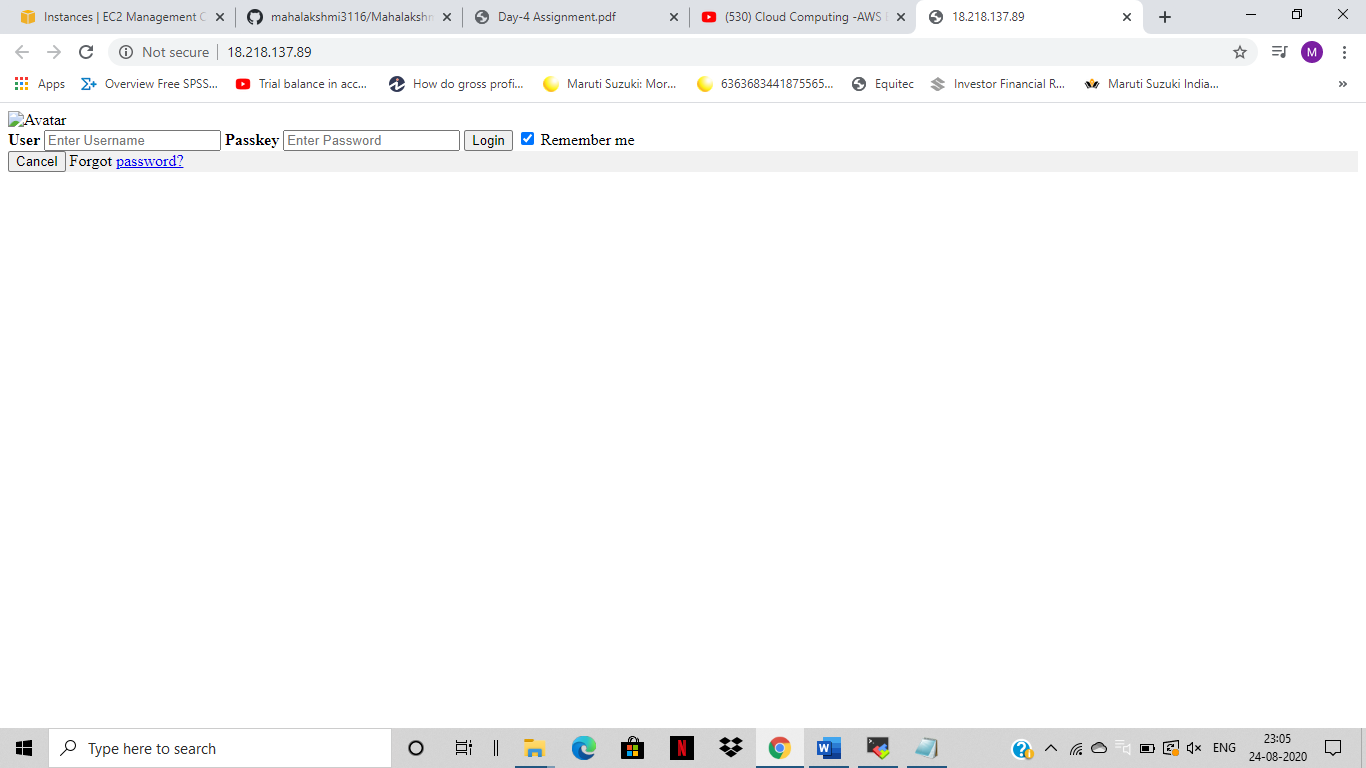 Instances | EC2 Management C
mahalakshmi3116/Mahalakshm
Day-4 Assignment.pdf
(530) Cloud Computing -AWS
18.218.137.89
Not secure
18.218.137.89
M
Apps
Overview Free SPSS...
Trial balance in acc...
How do gross profi...
Maruti Suzuki: Mor...
6363683441875565...
Equitec
Investor Financial R...
Maruti Suzuki India...
»
Avatar
User Enter Username Passkey Enter Password Login Remember me
Cancel Forgot password?
Type here to search
N
W
ENG
23:05
24-08-2020